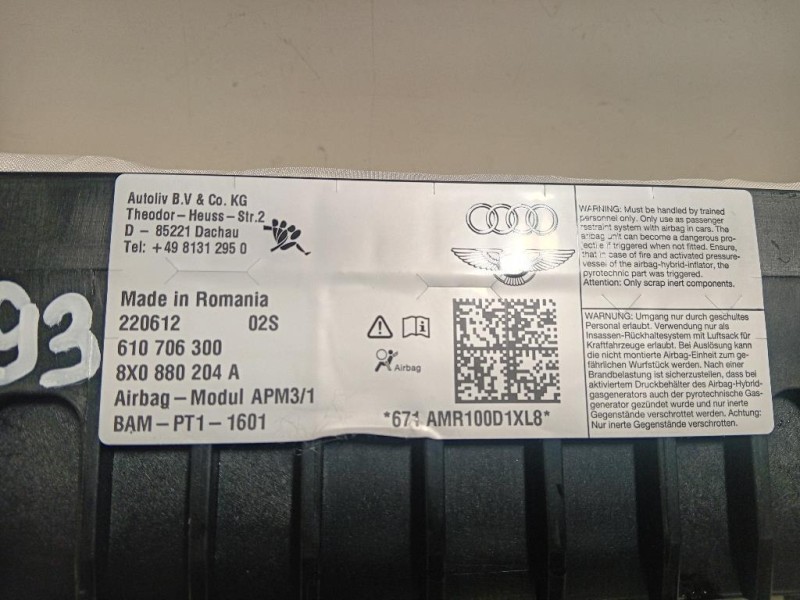 93
Autoliv B.V & Co. KG
Theodor-Heuss-Str.2
D - 85221 Dachau
Tel: +49 8131 295 0
Made in Romania
220612 02S
610 706 300
8X0 880 204 A
Airbag-Modul APM3/1
BAM-PT1-1601
Airbag
*671 AMR100D1XL8*
WARNING: Must be handled by trained
personnel only. Only use as passenger
restraint system with airbag in cars. The
airbag unit can become a dangerous pro-
jectile if triggered when not fitted. Ensure,
that in case of fire and activated pressure-
vessel of the airbag-hybrid-inflator, the
pyrotechnic part was triggered.
Attention: Only scrap inert components.
WARNUNG: Umgang nur durch geschultes
Personal erlaubt. Verwendung nur als
Insassen-Rückhaltesystem mit Luftsack für
Kraftfahrzeuge erlaubt. Bei Auslösung kann
die nicht montierte Airbag-Einheit zum ge-
fährlichen Wurfstück werden. Nach einer
Brandbelastung ist sicherzustellen, dass bei
aktiviertem Druckbehälter des Airbag-Hybrid-
gasgenerators auch der pyrotechnische Gas-
generator gezündet wurde und nur inerte
Gegenstände verschrottet werden. Achtung:
Nur inerte Gegenstände verschrotten.